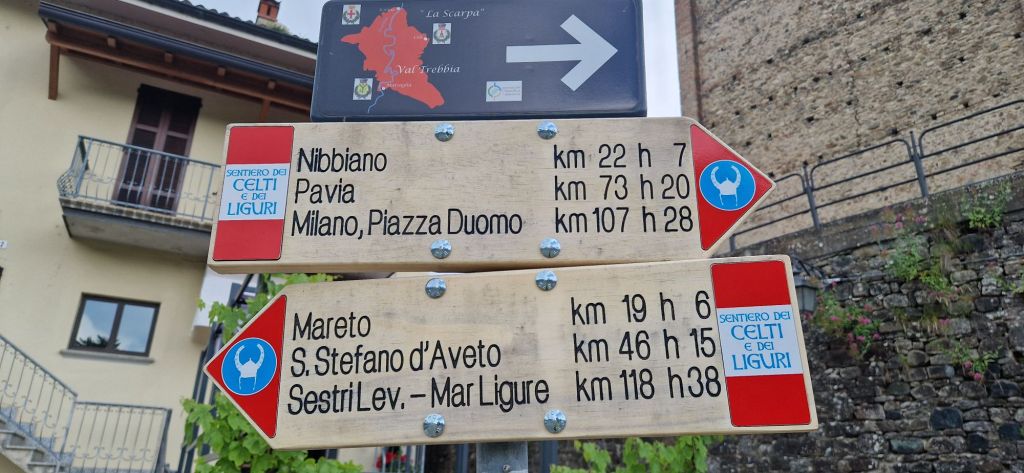 "La Scarpa"
Val Trebbia
SENTIERO DEI
CELTI
E DEI
LIGURI
Nibbiano km 22 h 7
Pavia km 73 h 20
Milano, Piazza Duomo km 107 h 28
Mareto km 19 h 6
S. Stefano d'Aveto km 46 h 15
Sestri Lev. – Mar Ligure km 118 h 38
SENTIERO DEI
CELTI
E DEI
LIGURI